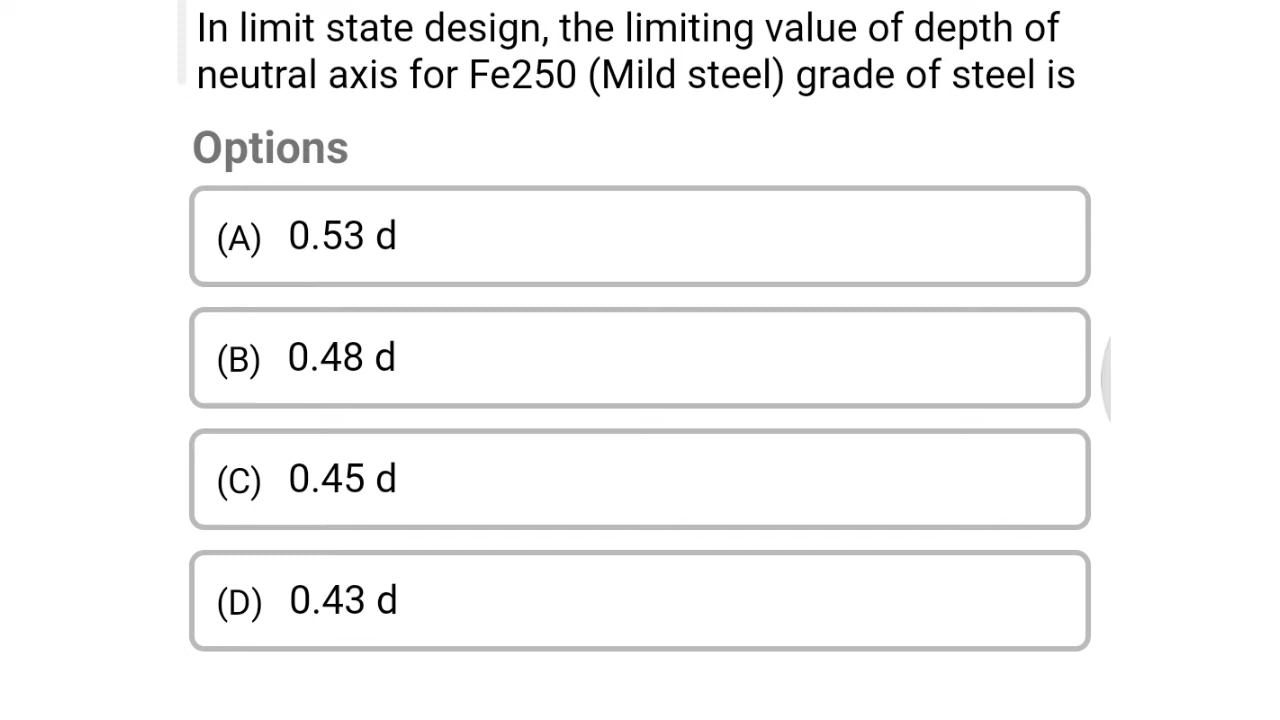 In limit state design, the limiting value of depth of
neutral axis for Fe250 (Mild steel) grade of steel is
Options
(A) 0.53 d
(B) 0.48 d
(C) 0.45 d
(D) 0.43 d